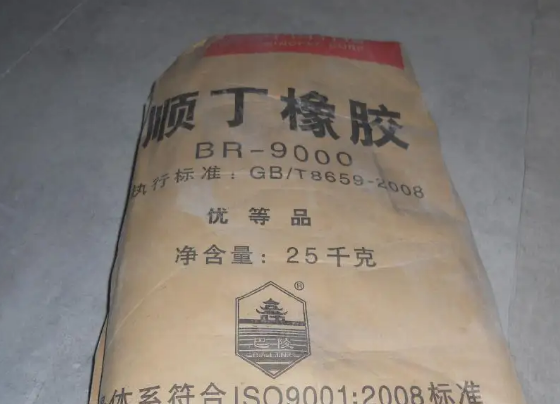 顺丁橡胶
BR-9000
执行标准：GB/T8659-2008
优等品
净含量：25千克
®
巴陵
体系符合ISO9001:2008标准